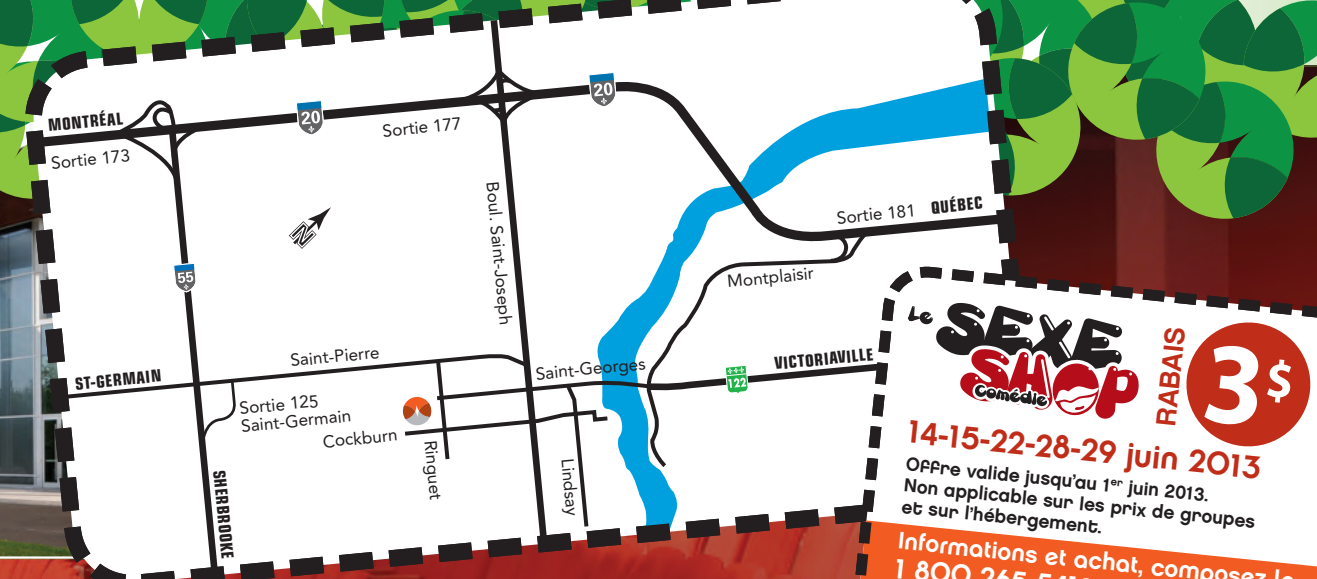 MONTRÉAL
Sortie 173
20
Sortie 177
20
Boul. Saint-Joseph
N
55
Sortie 181
QUÉBEC
Montplaisir
ST-GERMAIN
Saint-Pierre
Saint-Georges
122
VICTORIAVILLE
Sortie 125
Saint-Germain
Cockburn
Ringuet
Lindsay
SHERBROOKE
Le SEXE
SHOP
Comédie
RABAIS
3$
14-15-22-28-29 juin 2013
Offre valide jusqu'au 1er juin 2013.
Non applicable sur les prix de groupes
et sur l'hébergement.
Informations et achat, composez l
1 800 265